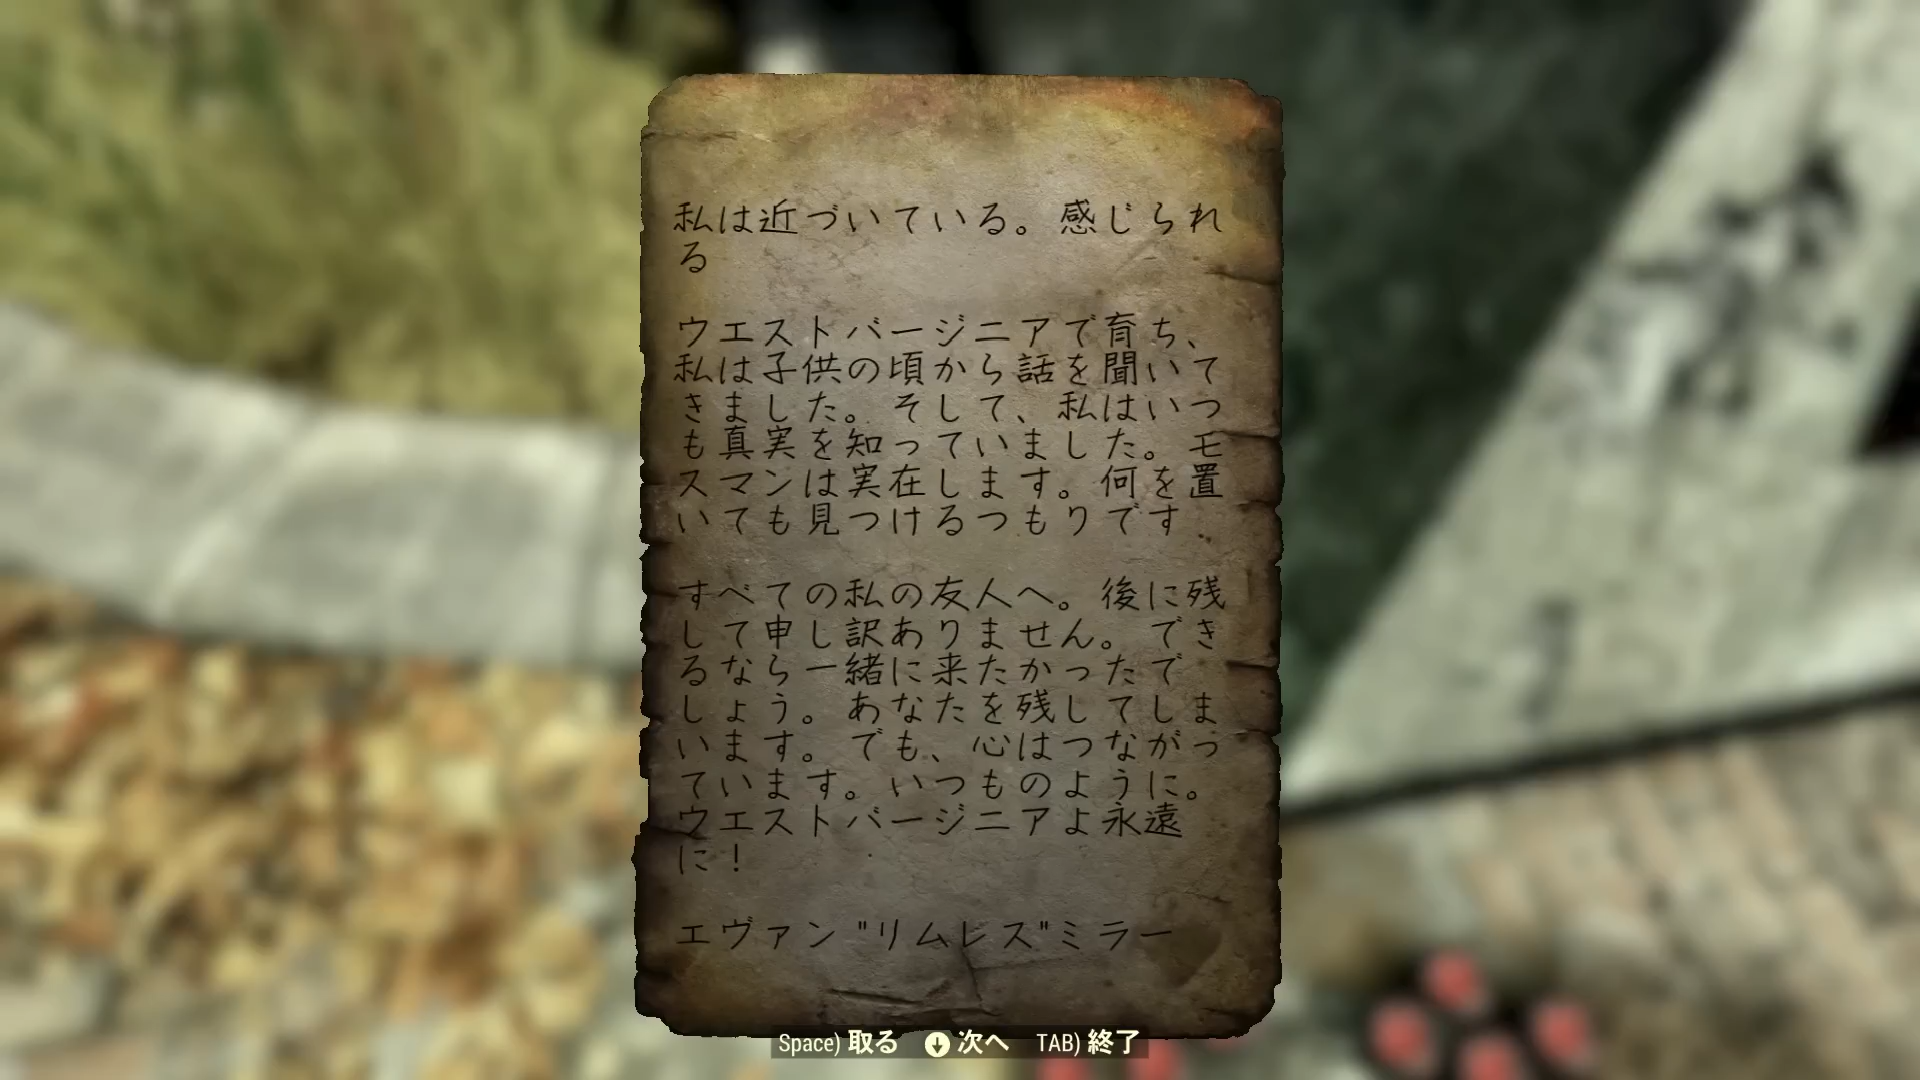 私は近づいている。感じられ
る
ウエストバージニアで育ち、
私は子供の頃から話を聞いて
きました。そして、私はいつ
も真実を知っていました。モ
スマンは実在します。何を置
いても見つけるつもりです
すべての私の友人へ。後に残
して申し訳ありません。でき
るなら一緒に来たかったで
しょう。あなたを残してしま
います。でも、心はつながっ
ています。いつものように。
ウエストバージニアよ永遠
に！
エヴァン "リムレス"ミラー
Space) 取る 次へ TAB) 終了